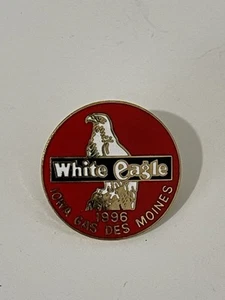 White Eagle
1996
IOWA GAS DES MOINES